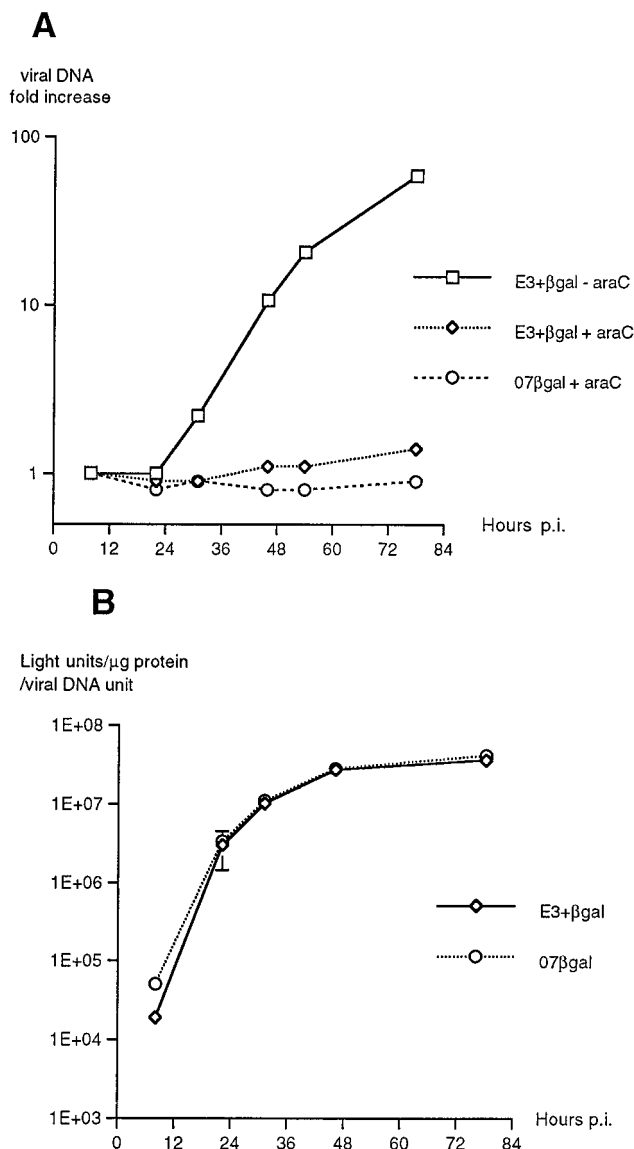 A
viral DNA
fold increase
100
10
1
E3+βgal - araC
E3+βgal + araC
07βgal + araC
0 12 24 36 48 60 72 84
Hours p.i.
B
Light units/μg protein
/viral DNA unit
1E+08
1E+07
1E+06
1E+05
1E+04
1E+03
E3+βgal
07βgal
0 12 24 36 48 60 72 84
Hours p.i.